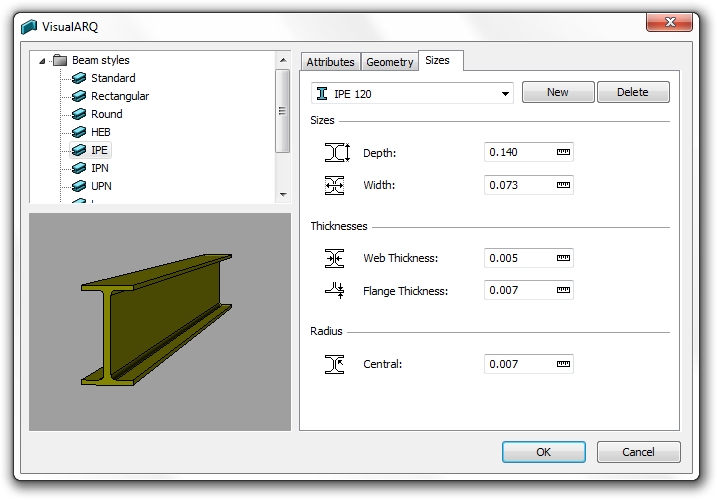 VisualARQ
Beam styles
Standard
Rectangular
Round
HEB
IPE
IPN
UPN
Attributes
Geometry
Sizes
IPE 120
New
Delete
Sizes
Depth:
0.140
Width:
0.073
Thicknesses
Web Thickness:
0.005
Flange Thickness:
0.007
Radius
Central:
0.007
OK
Cancel